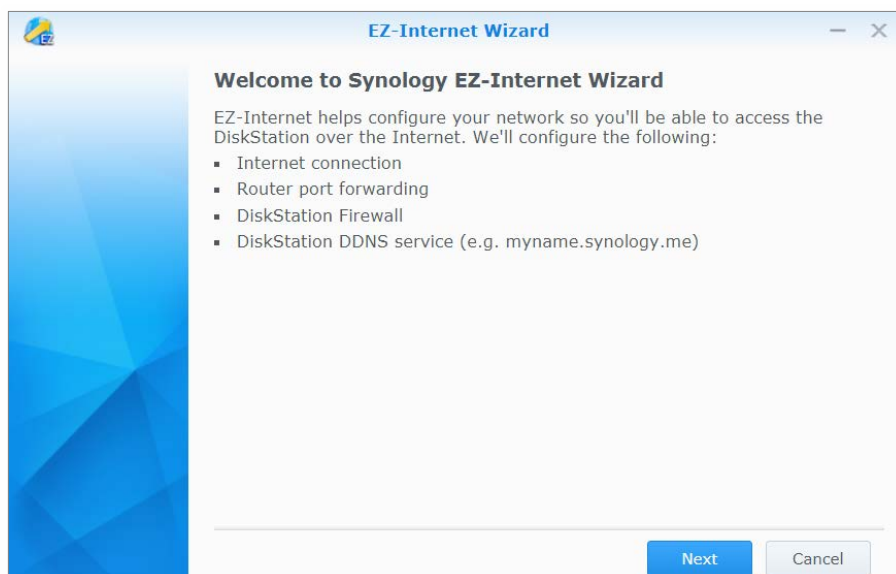 EZ-Internet Wizard
EZ
Welcome to Synology EZ-Internet Wizard
EZ-Internet helps configure your network so you'll be able to access the
DiskStation over the Internet. We'll configure the following:
▪ Internet connection
▪ Router port forwarding
▪ DiskStation Firewall
▪ DiskStation DDNS service (e.g. myname.synology.me)
Next Cancel